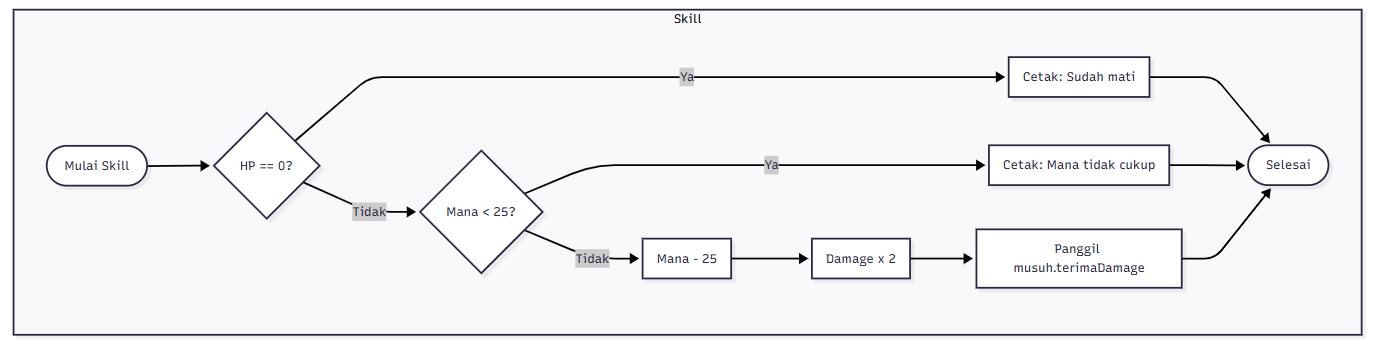 Skill
Mulai Skill
HP == 0?
Ya
Cetak: Sudah mati
Tidak
Mana < 25?
Ya
Cetak: Mana tidak cukup
Tidak
Mana - 25
Damage x 2
Panggil
musuh.terimaDamage
Selesai